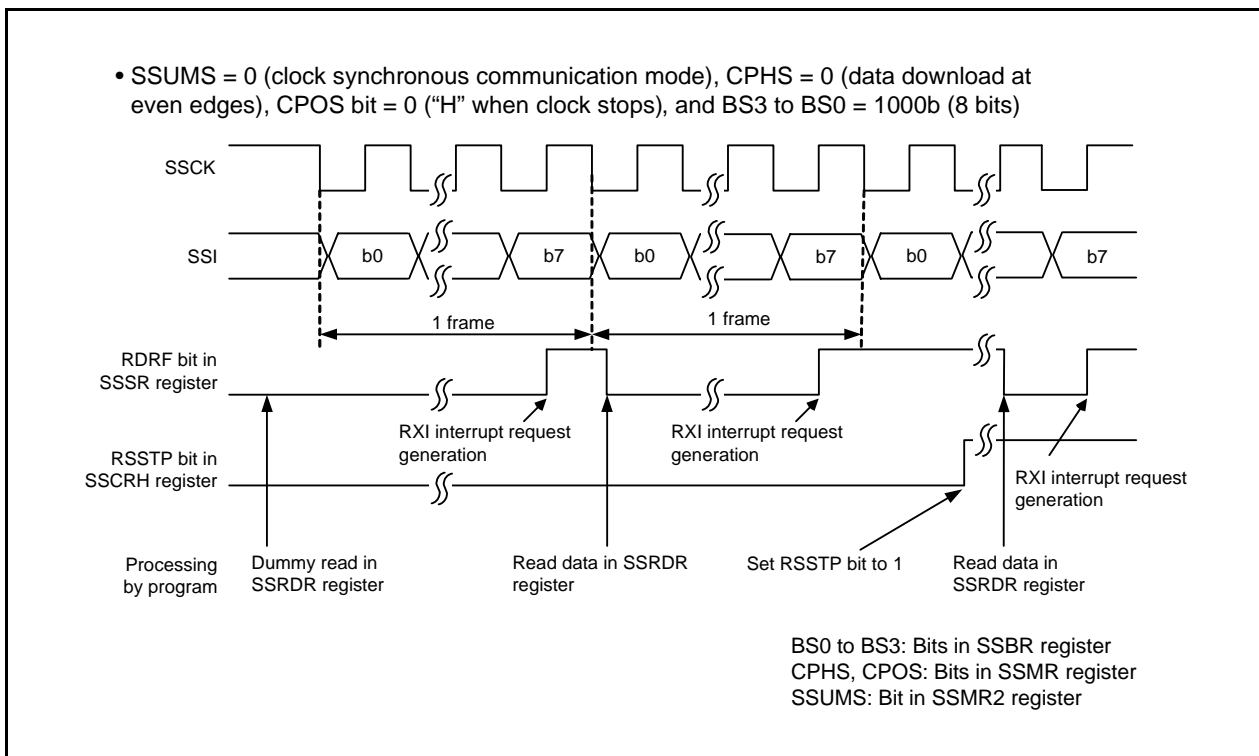 • SSUMS = 0 (clock synchronous communication mode), CPHS = 0 (data download at
even edges), CPOS bit = 0 (“H” when clock stops), and BS3 to BS0 = 1000b (8 bits)
SSCK
SSI
b0
b7
b0
b7
b0
b7
1 frame
1 frame
RDRF bit in
SSSR register
RXI interrupt request
generation
RXI interrupt request
generation
RSSTP bit in
SSCRH register
RXI interrupt request
generation
Processing
by program
Dummy read in
SSRDR register
Read data in SSRDR
register
Set RSSTP bit to 1
Read data in
SSRDR register
BS0 to BS3: Bits in SSBR register
CPHS, CPOS: Bits in SSMR register
SSUMS: Bit in SSMR2 register